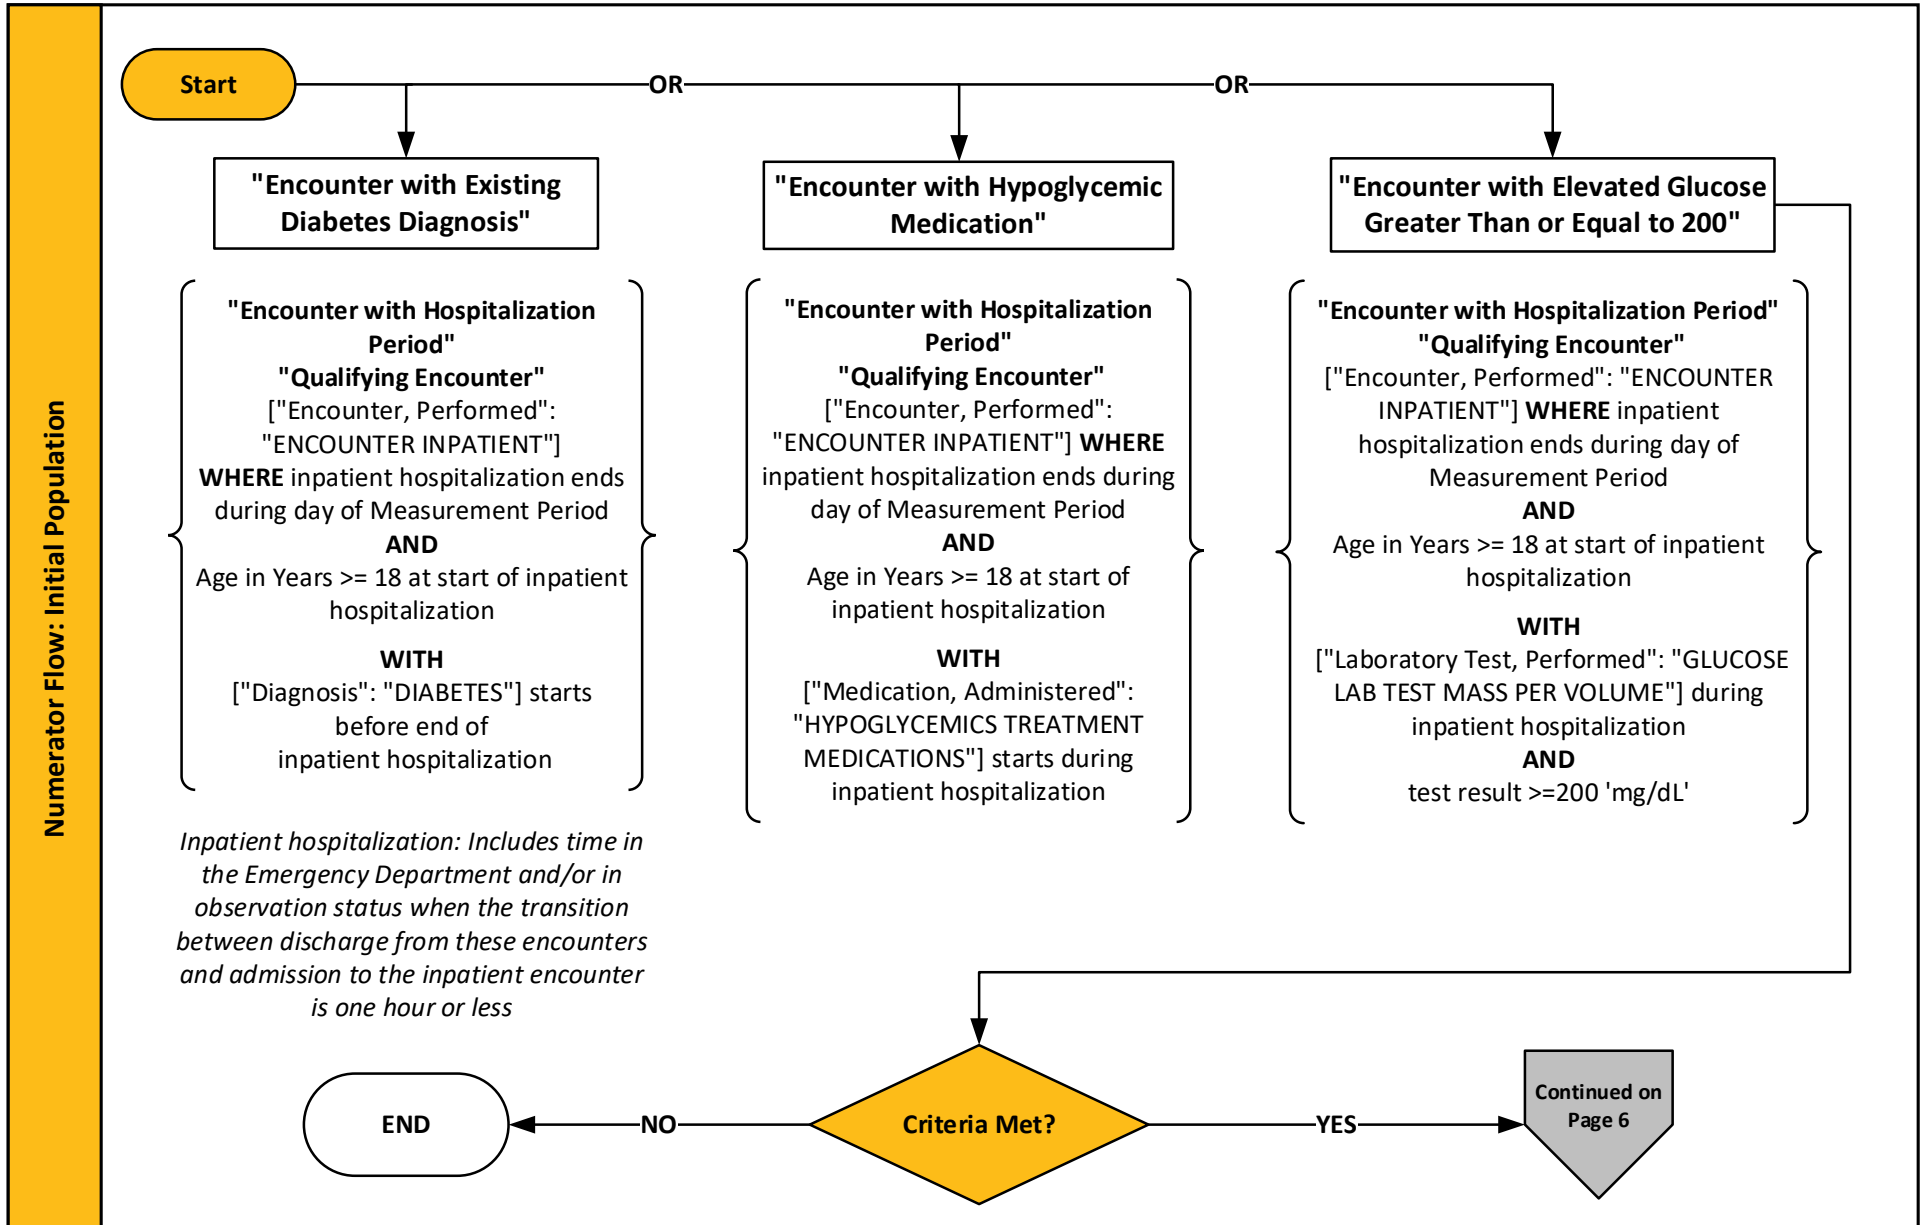 Numerator Flow: Initial Population
Start
OR
OR
"Encounter with Existing
Diabetes Diagnosis"
"Encounter with Hypoglycemic
Medication"
"Encounter with Elevated Glucose
Greater Than or Equal to 200"
"Encounter with Hospitalization
Period"
"Qualifying Encounter"
["Encounter, Performed":
"ENCOUNTER INPATIENT"]
WHERE inpatient hospitalization ends
during day of Measurement Period
AND
Age in Years >= 18 at start of inpatient
hospitalization
WITH
["Diagnosis": "DIABETES"] starts
before end of
inpatient hospitalization
"Encounter with Hospitalization
Period"
"Qualifying Encounter"
["Encounter, Performed":
"ENCOUNTER INPATIENT"] WHERE
inpatient hospitalization ends during
day of Measurement Period
AND
Age in Years >= 18 at start of
inpatient hospitalization
WITH
["Medication, Administered":
"HYPOGLYCEMICS TREATMENT
MEDICATIONS"] starts during
inpatient hospitalization
"Encounter with Hospitalization Period"
"Qualifying Encounter"
["Encounter, Performed": "ENCOUNTER
INPATIENT"] WHERE inpatient
hospitalization ends during day of
Measurement Period
AND
Age in Years >= 18 at start of inpatient
hospitalization
WITH
["Laboratory Test, Performed": "GLUCOSE
LAB TEST MASS PER VOLUME"] during
inpatient hospitalization
AND
test result >=200 'mg/dL'
Inpatient hospitalization: Includes time in
the Emergency Department and/or in
observation status when the transition
between discharge from these encounters
and admission to the inpatient encounter
is one hour or less
END
NO
Criteria Met?
YES
Continued on
Page 6